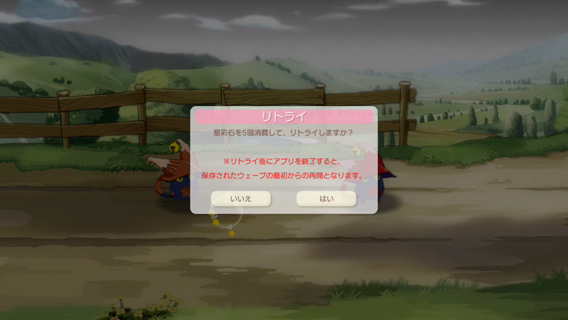 リトライ
星彩石を5個消費して、リトライしますか？
※リトライ後にアプリを終了すると、
保存されたウェーブの最初からの再開となります。
いいえ
はい